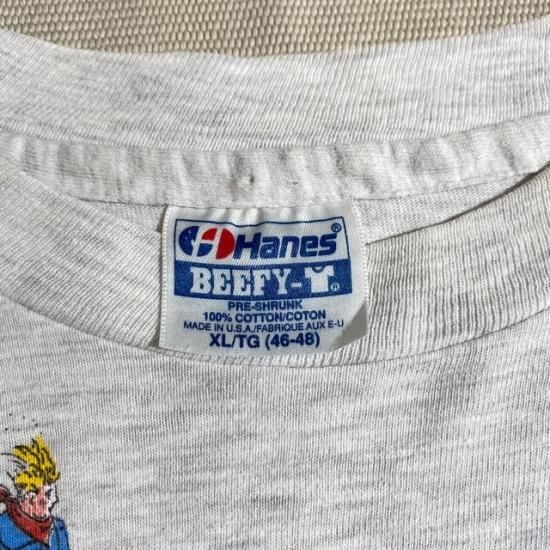 Hanes®
BEEFY-T®
PRE-SHRUNK
100% COTTON/COTON
MADE IN U.S.A./FABRIQUE AUX E-U
XL/TG (46-48)